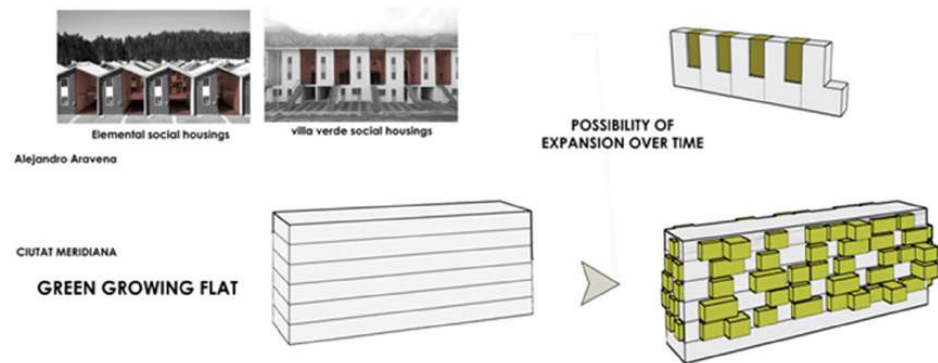 Elemental social housings
villa verde social housings
POSSIBILITY OF
EXPANSION OVER TIME
Alejandro Aravena
CIUTAT MERIDIANA
GREEN GROWING FLAT